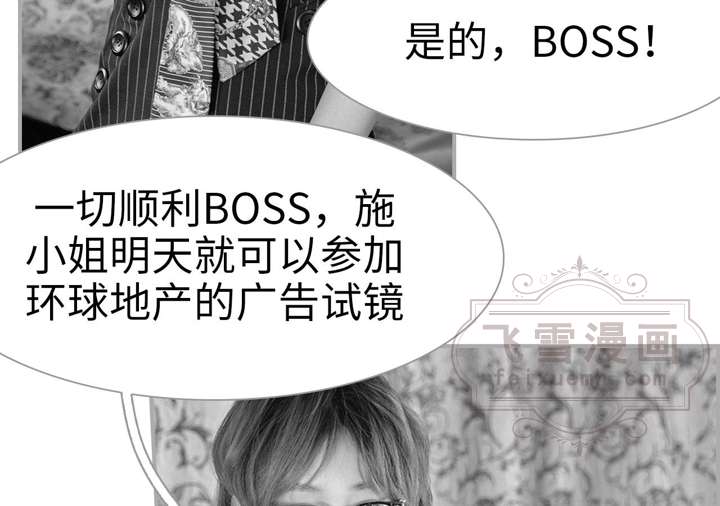 是的，BOSS！
一切顺利BOSS，施
小姐明天就可以参加
环球地产的广告试镜
飞雪漫画
feixuemh.com